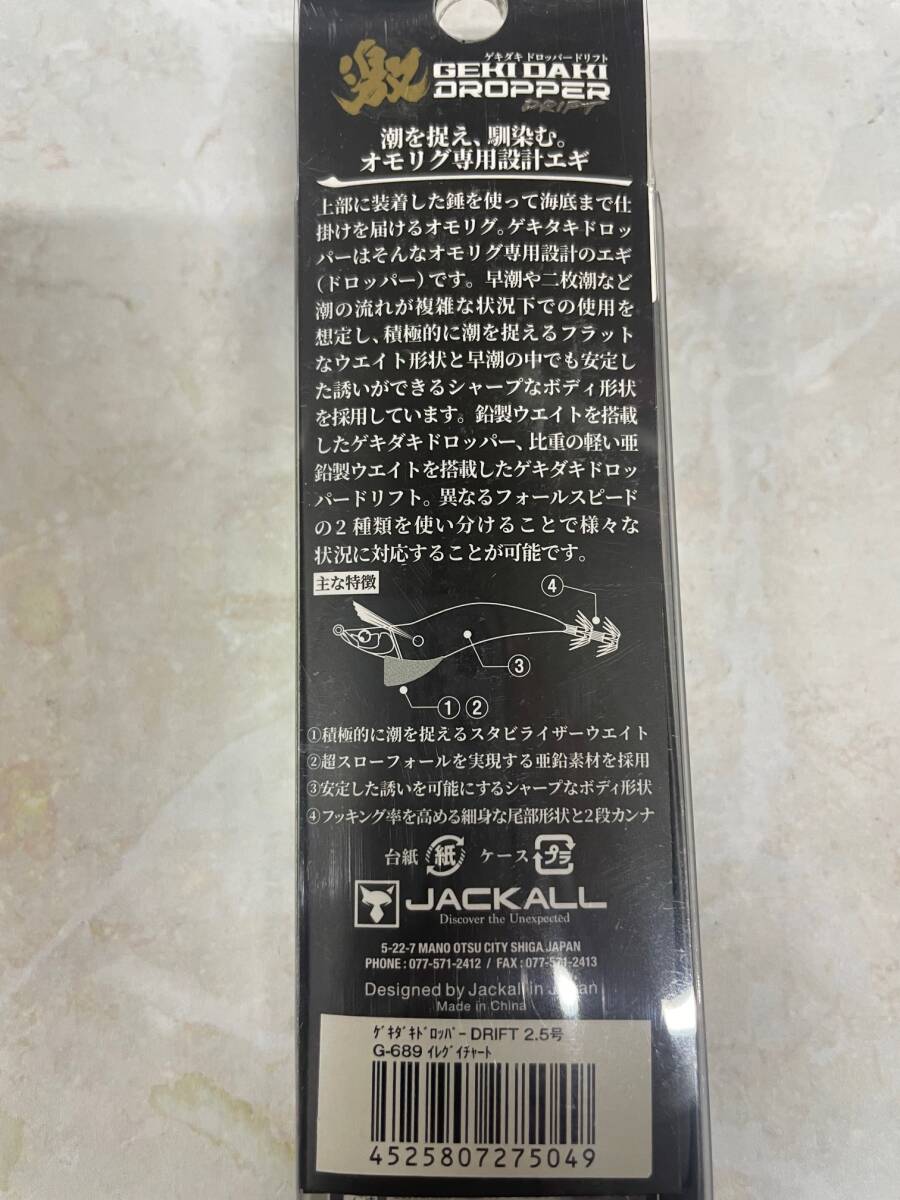 ゲキダキ ドロッパードリフト
激 GEKIDAKI
DROPPER
DRIFT
潮を捉え、馴染む。
オモリグ専用設計エギ
上部に装着した錘を使って海底まで仕
掛けを届けるオモリグ。ゲキタキドロッ
パーはそんなオモリグ専用設計のエギ
（ドロッパー）です。早潮や二枚潮など
潮の流れが複雑な状況下での使用を
想定し、積極的に潮を捉えるフラット
なウエイト形状と早潮の中でも安定し
た誘いができるシャープなボディ形状
を採用しています。鉛製ウエイトを搭載
したゲキダキドロッパー、比重の軽い亜
鉛製ウエイトを搭載したゲキダキドロッ
パードリフト。異なるフォールスピード
の2種類を使い分けることで様々な
状況に対応することが可能です。
主な特徴
④
③
① ②
①積極的に潮を捉えるスタビライザーウエイト
②超スローフォールを実現する亜鉛素材を採用
③安定した誘いを可能にするシャープなボディ形状
④フッキング率を高める細身な尾部形状と2段カンナ
台紙 紙 ケース プラ
JACKALL
Discover the Unexpected
5-22-7 MANO OTSU CITY SHIGA JAPAN
PHONE : 077-571-2412 / FAX : 077-571-2413
Designed by Jackall in Japan
Made in China
ｹﾞｷﾀﾞｷﾄﾞﾛｯﾊﾟｰ DRIFT 2.5号
G-689 ｲﾚｸﾞｲﾁｬｰﾄ
4525807275049